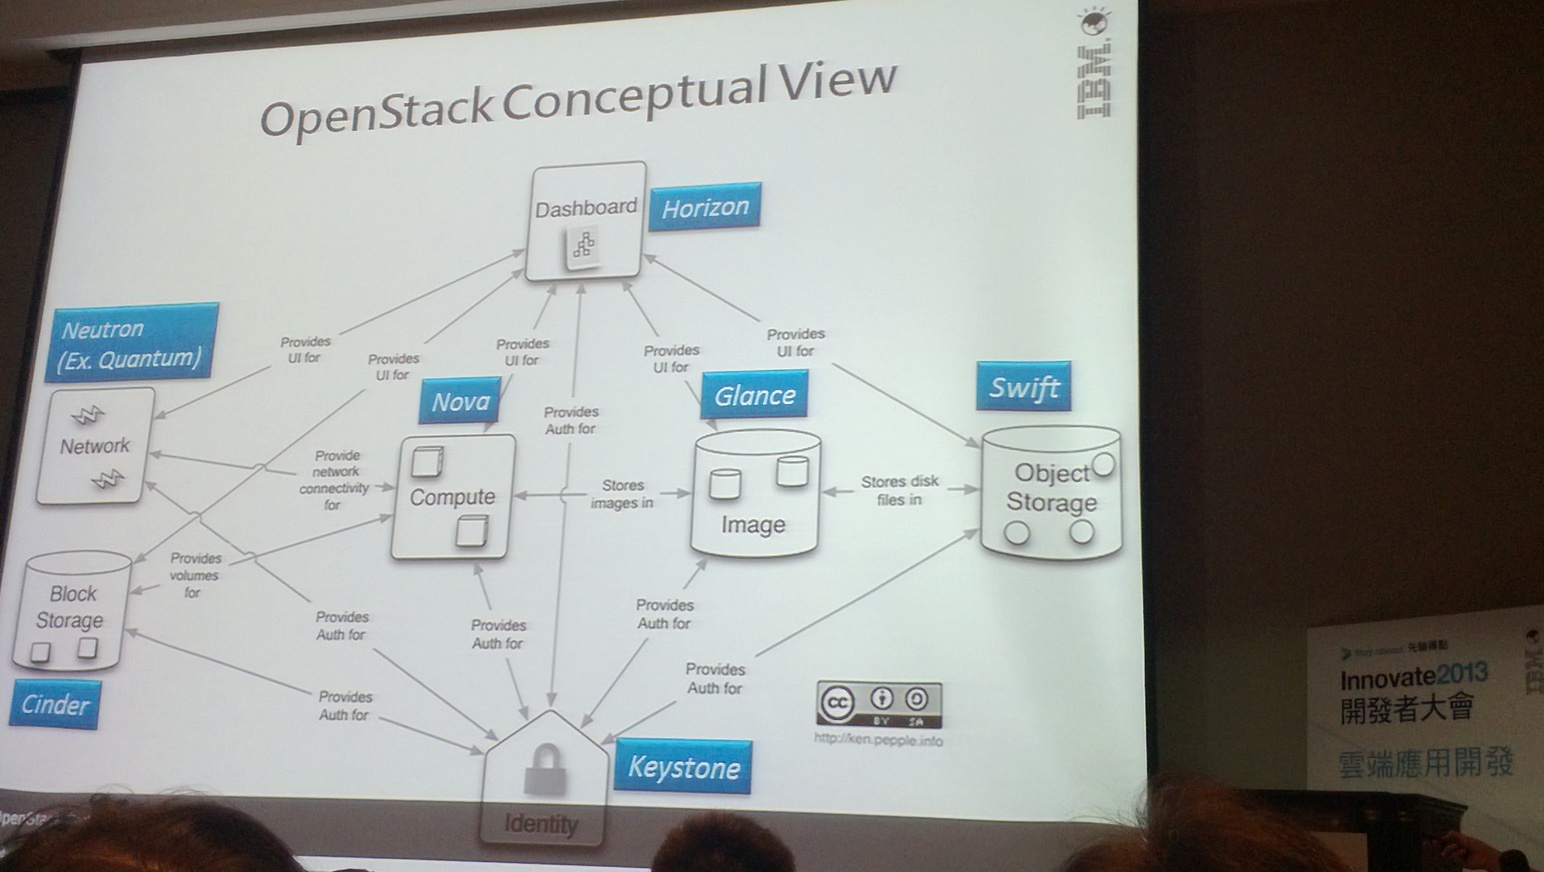 OpenStack Conceptual View
IBM.
Dashboard
Horizon
Neutron
(Ex. Quantum)
Provides
UI for
Provides
UI for
Provides
UI for
Provides
UI for
Provides
UI for
Nova
Glance
Swift
Provides
Auth for
Network
Provide
network
connectivity
for
Compute
Stores
images in
Image
Stores disk
files in
Object
Storage
Provides
volumes
for
Block
Storage
Cinder
Provides
Auth for
Provides
Auth for
Provides
Auth for
Provides
Auth for
Provides
Auth for
cc
BY SA
http://ken.pepple.info
Keystone
Identity
先驗得點
Innovate2013
開發者大會
雲端應用開發
IBM